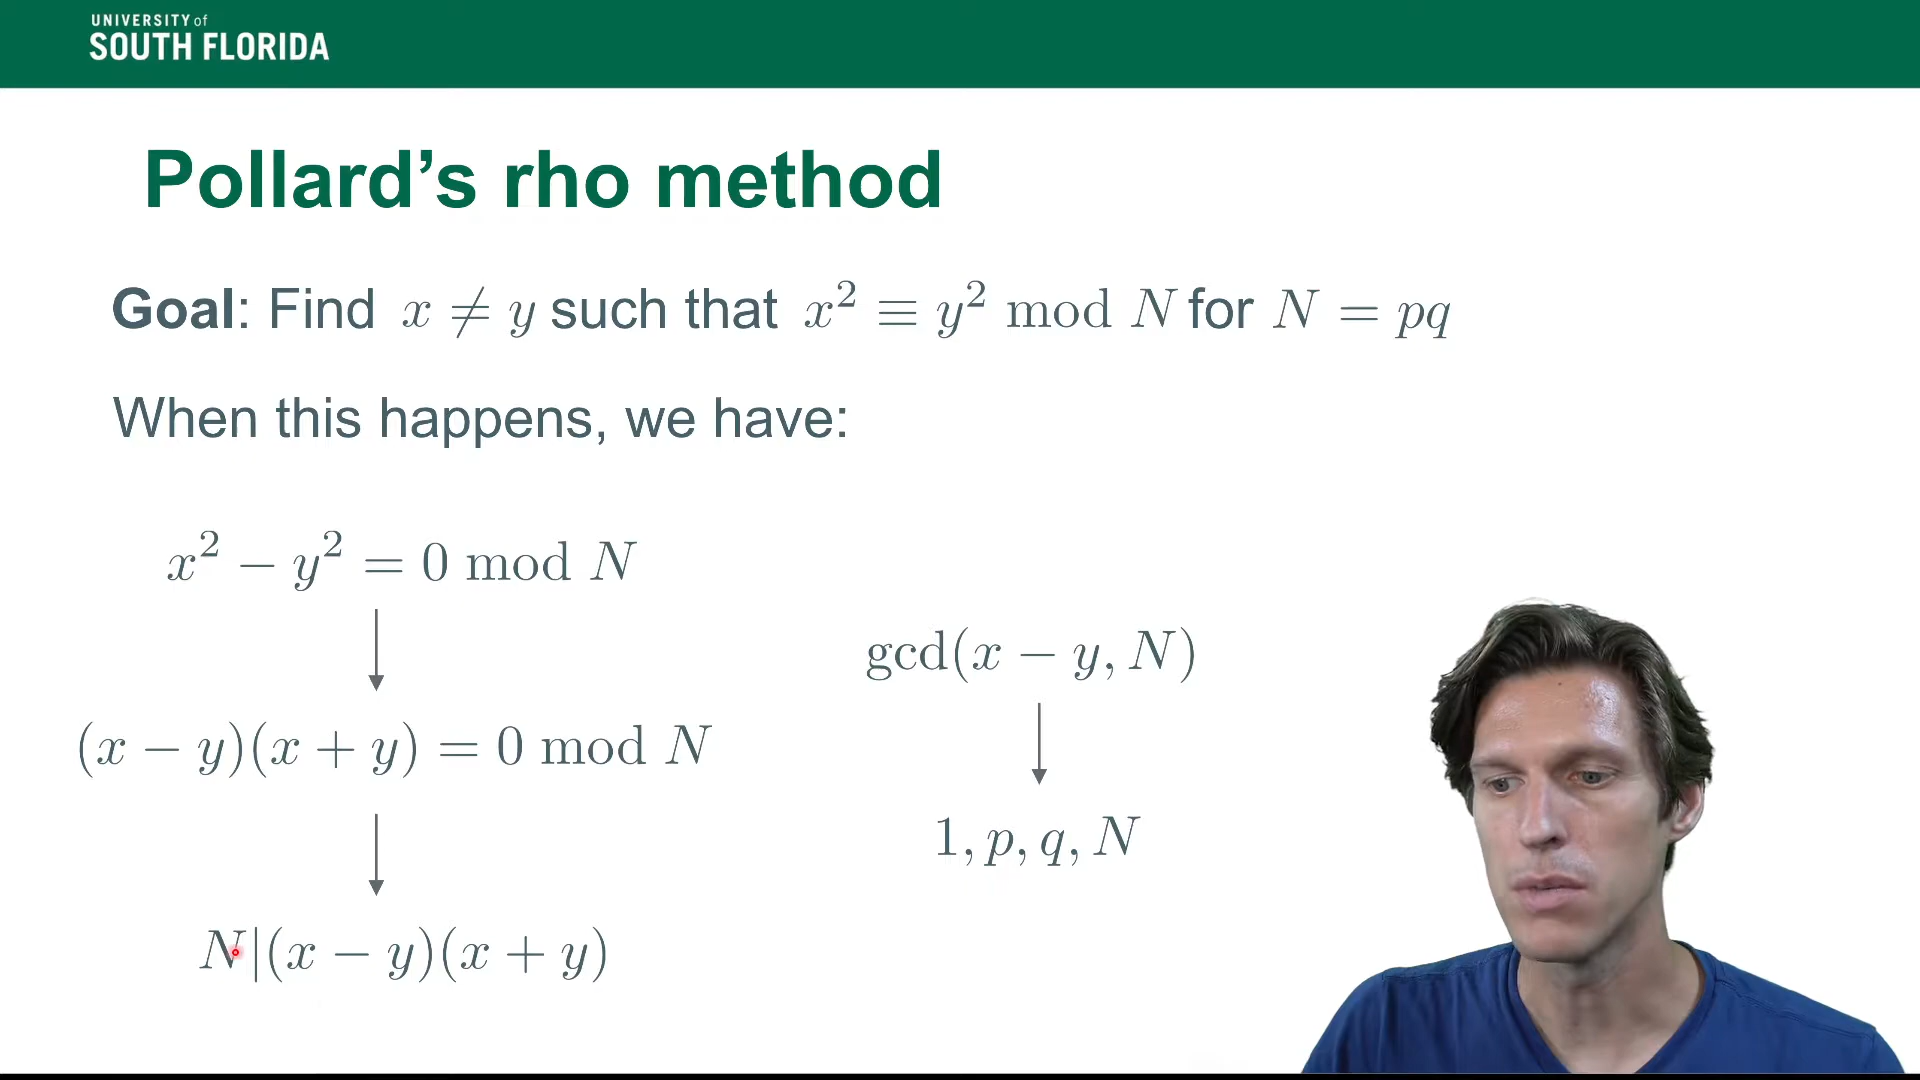 UNIVERSITY of
SOUTH FLORIDA
Pollard’s rho method
Goal: Find x ≠ y such that x² ≡ y² mod N for N = pq
When this happens, we have:
x² − y² = 0 mod N
gcd(x − y, N)
(x − y)(x + y) = 0 mod N
1, p, q, N
N|(x − y)(x + y)